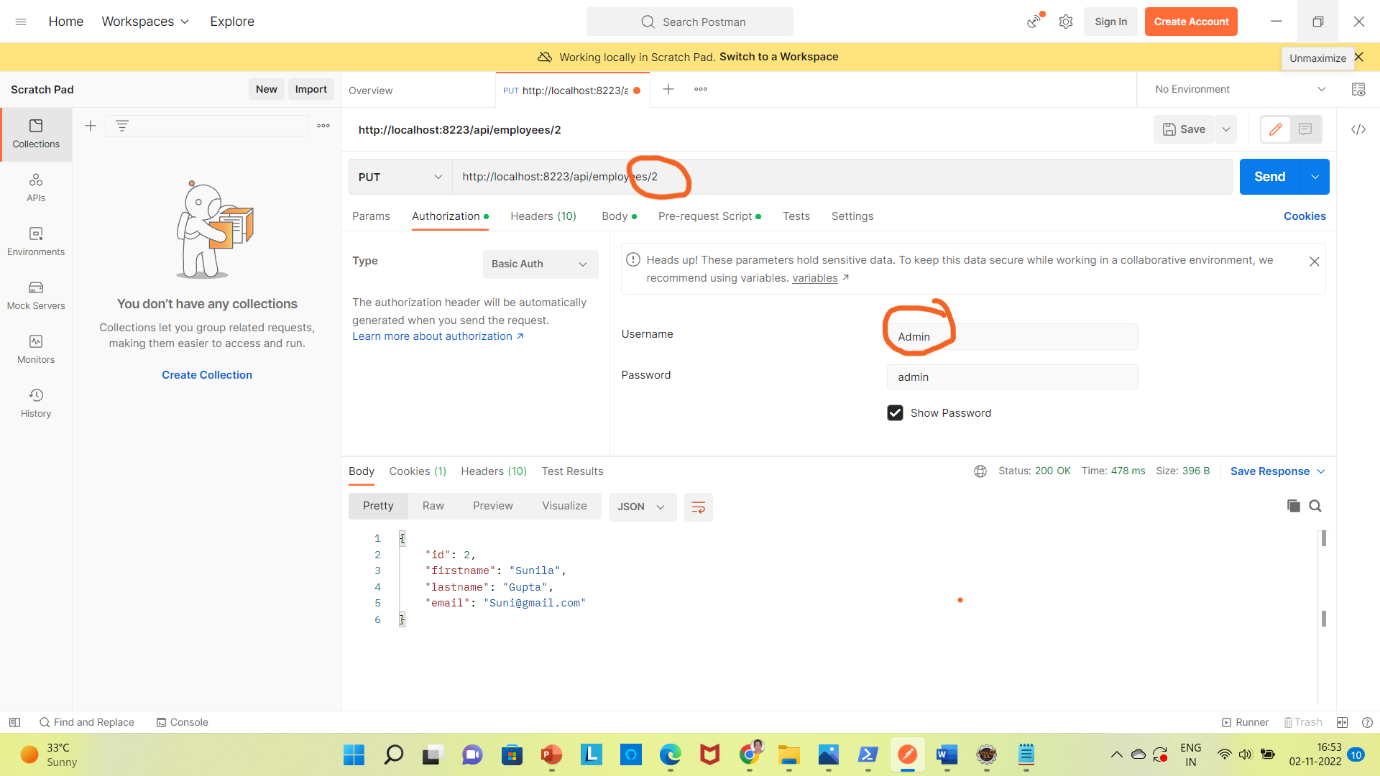 Home Workspaces Explore Search Postman Sign In Create Account
Working locally in Scratch Pad. Switch to a Workspace
Unmaximize
Scratch Pad New Import Overview PUT http://localhost:8223/a No Environment
Collections
APIs
Environments
Mock Servers
Monitors
History
You don't have any collections
Collections let you group related requests,
making them easier to access and run.
Create Collection
http://localhost:8223/api/employees/2 Save
PUT http://localhost:8223/api/employees/2 Send
Params Authorization Headers (10) Body Pre-request Script Tests Settings Cookies
Type Basic Auth
The authorization header will be automatically
generated when you send the request.
Learn more about authorization ↗
Heads up! These parameters hold sensitive data. To keep this data secure while working in a collaborative environment, we
recommend using variables. variables ↗
Username Admin
Password admin
Show Password
Body Cookies (1) Headers (10) Test Results Status: 200 OK Time: 478 ms Size: 396 B Save Response
Pretty Raw Preview Visualize JSON
1 {
2 "id": 2,
3 "firstname": "Sunila",
4 "lastname": "Gupta",
5 "email": "Suni@gmail.com"
6 }
Find and Replace Console Runner Trash
33°C
Sunny
ENG
IN
16:53
02-11-2022
10